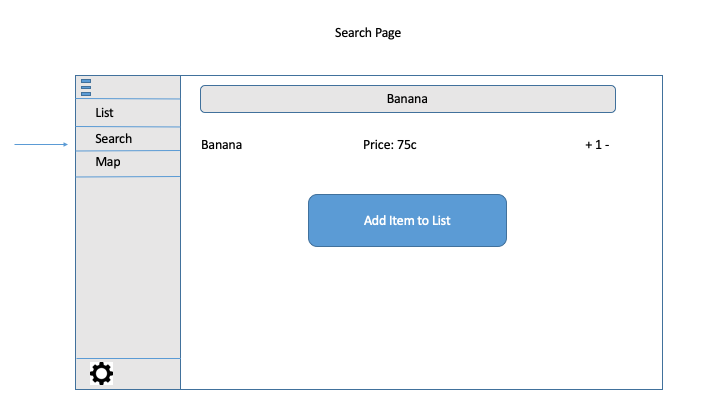 Search Page
List
Search
Map
Banana
Banana Price: 75c + 1 -
Add Item to List